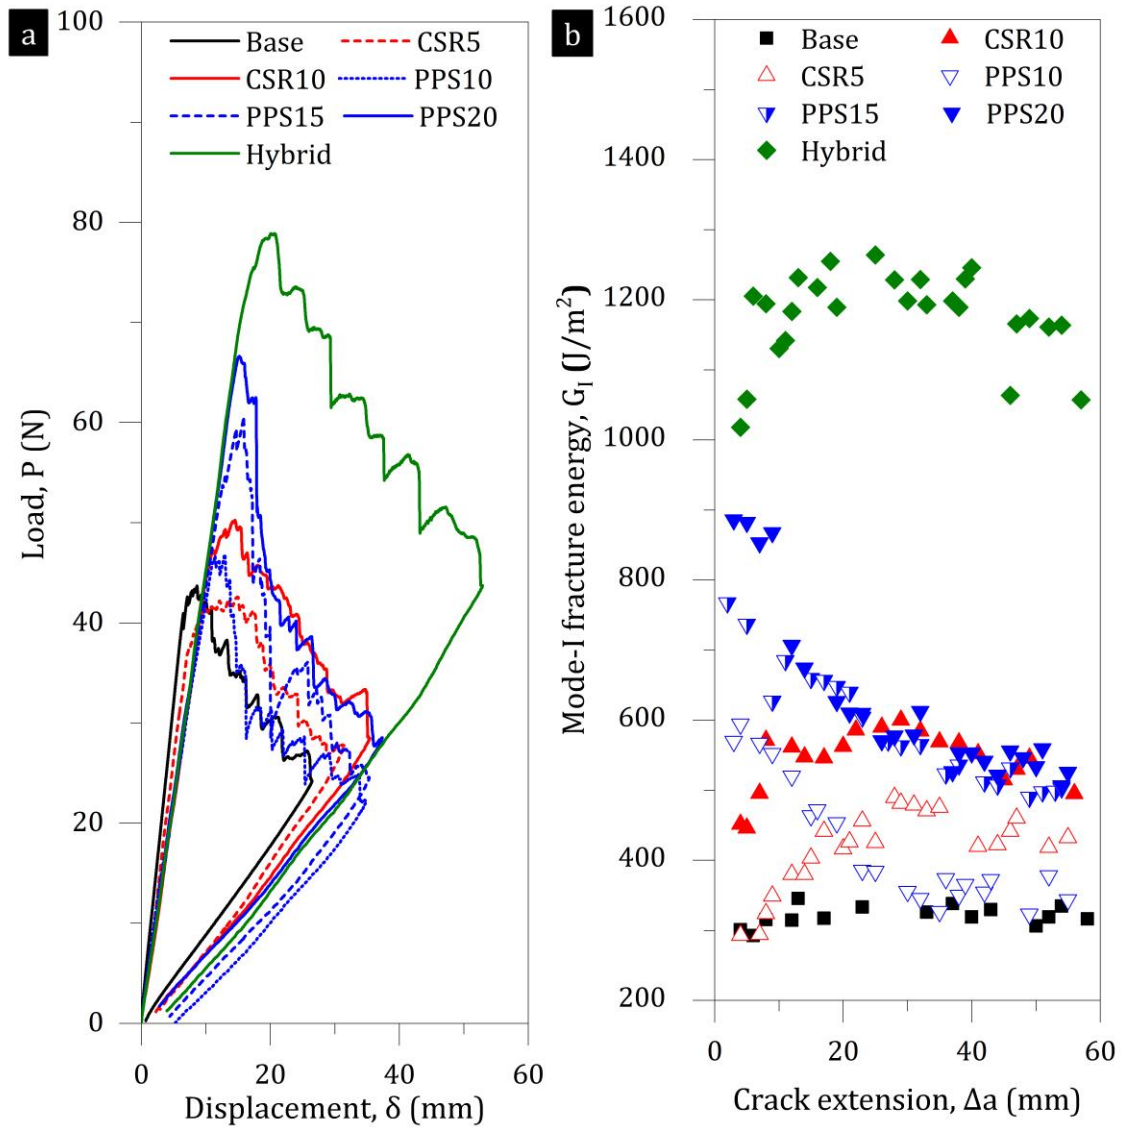 a
100
80
60
40
20
0
Load, P (N)
Base
CSR5
CSR10
PPS10
PPS15
PPS20
Hybrid
0
20
40
60
Displacement, δ (mm)
b
1600
1400
1200
1000
800
600
400
200
Mode-I fracture energy, G_I (J/m²)
Base
CSR10
CSR5
PPS10
PPS15
PPS20
Hybrid
0
20
40
60
Crack extension, Δa (mm)